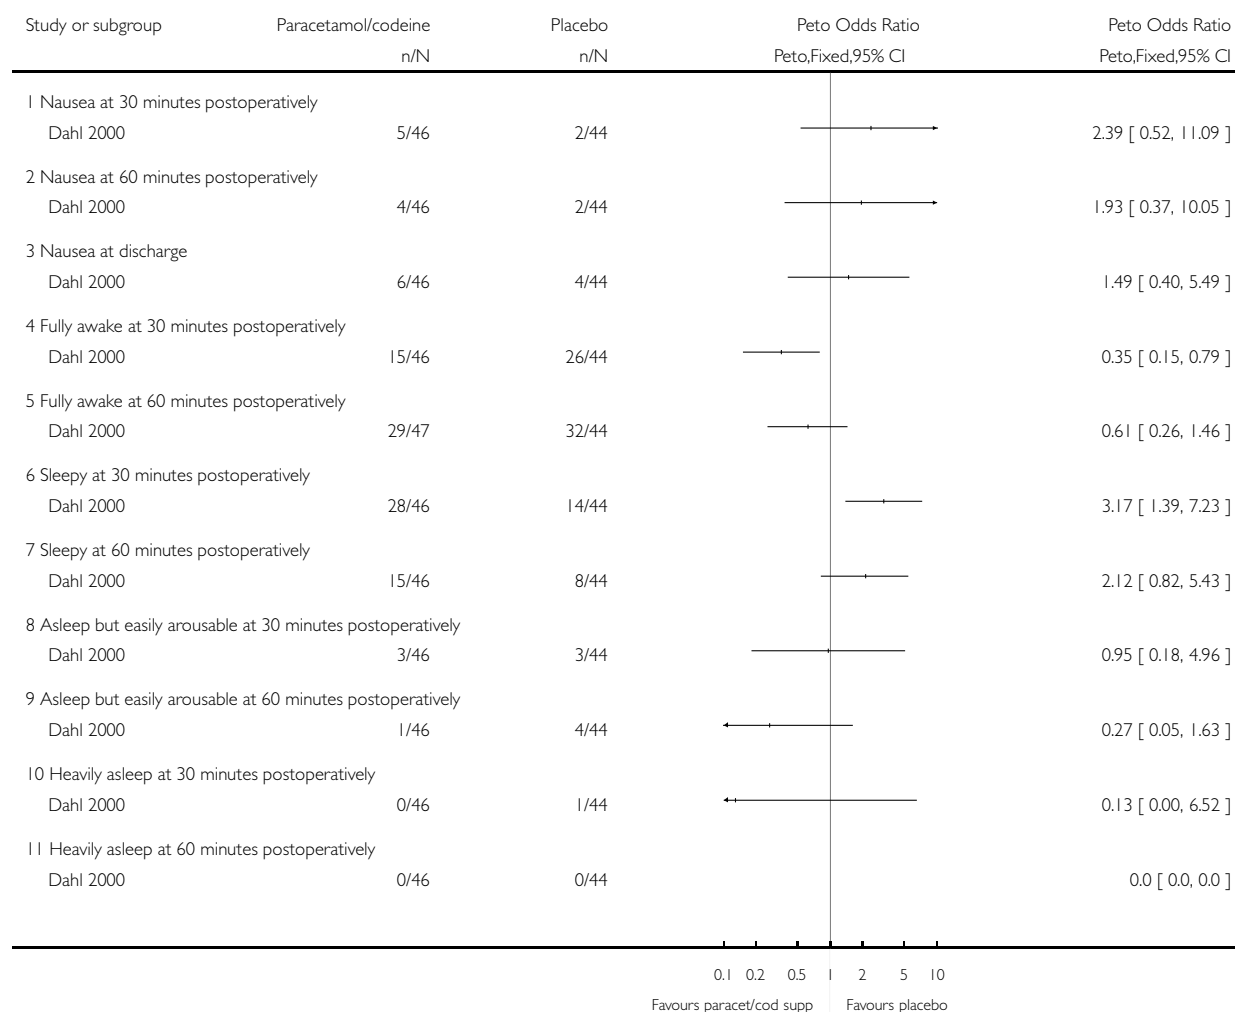 Study or subgroup Paracetamol/codeine Placebo Peto Odds Ratio Peto Odds Ratio
n/N n/N Peto,Fixed,95% CI Peto,Fixed,95% CI
1 Nausea at 30 minutes postoperatively
Dahl 2000 5/46 2/44 2.39 [ 0.52, 11.09 ]
2 Nausea at 60 minutes postoperatively
Dahl 2000 4/46 2/44 1.93 [ 0.37, 10.05 ]
3 Nausea at discharge
Dahl 2000 6/46 4/44 1.49 [ 0.40, 5.49 ]
4 Fully awake at 30 minutes postoperatively
Dahl 2000 15/46 26/44 0.35 [ 0.15, 0.79 ]
5 Fully awake at 60 minutes postoperatively
Dahl 2000 29/47 32/44 0.61 [ 0.26, 1.46 ]
6 Sleepy at 30 minutes postoperatively
Dahl 2000 28/46 14/44 3.17 [ 1.39, 7.23 ]
7 Sleepy at 60 minutes postoperatively
Dahl 2000 15/46 8/44 2.12 [ 0.82, 5.43 ]
8 Asleep but easily arousable at 30 minutes postoperatively
Dahl 2000 3/46 3/44 0.95 [ 0.18, 4.96 ]
9 Asleep but easily arousable at 60 minutes postoperatively
Dahl 2000 1/46 4/44 0.27 [ 0.05, 1.63 ]
10 Heavily asleep at 30 minutes postoperatively
Dahl 2000 0/46 1/44 0.13 [ 0.00, 6.52 ]
11 Heavily asleep at 60 minutes postoperatively
Dahl 2000 0/46 0/44 0.0 [ 0.0, 0.0 ]
0.1 0.2 0.5 1 2 5 10
Favours paracet/cod supp Favours placebo